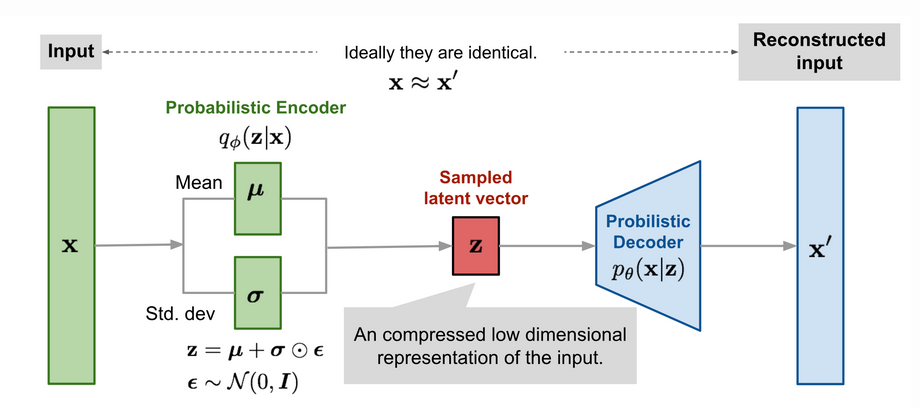 Input
Ideally they are identical.
x ≈ x′
Reconstructed
input
Probabilistic Encoder
qϕ(z|x)
Mean
μ
Sampled
latent vector
x
z
Probilistic
Decoder
pθ(x|z)
x′
σ
Std. dev
z = μ + σ ⊙ ϵ
ϵ ∼ 𝒩(0, I)
An compressed low dimensional
representation of the input.